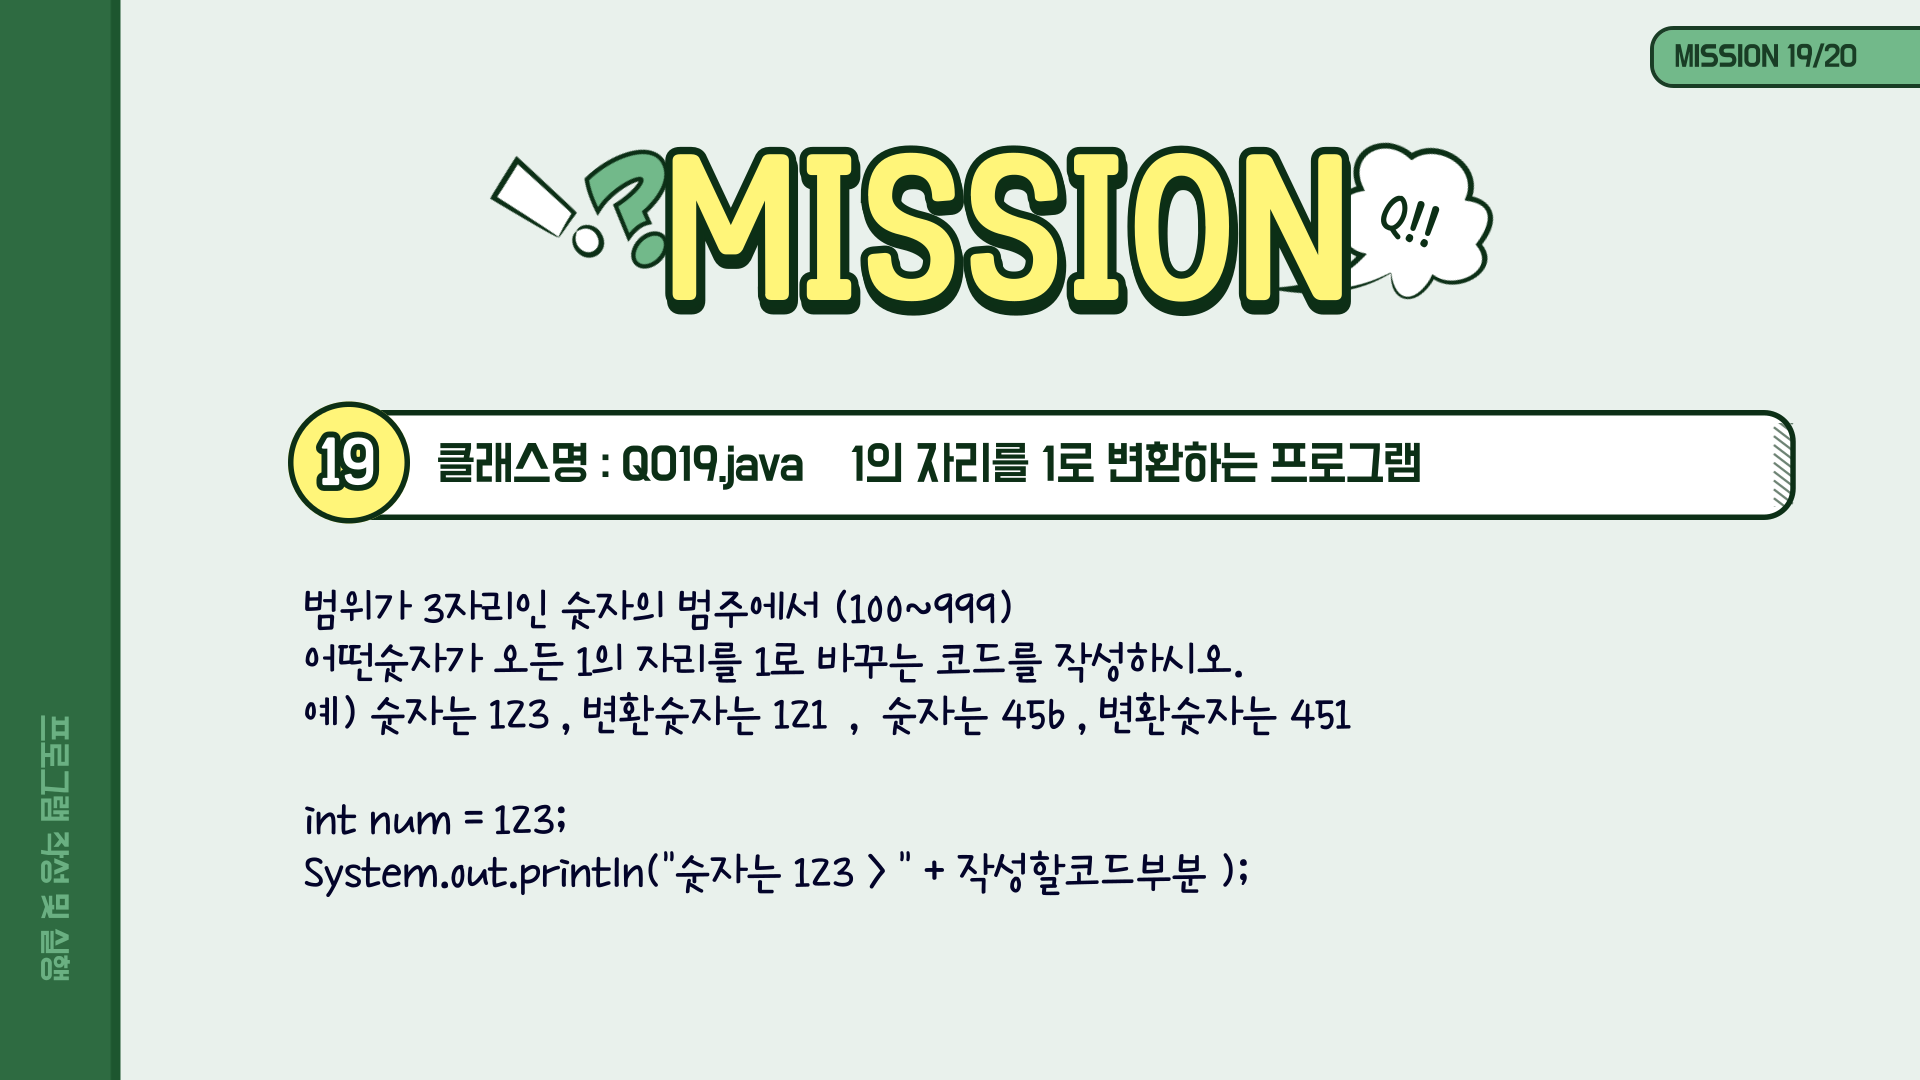 MISSION 19/20
MISSION
Q!!
19 클래스명 : Q019.java 1의 자리를 1로 변환하는 프로그램
범위가 3자리인 숫자의 범주에서 (100~999)
어떤숫자가 오든 1의 자리를 1로 바꾸는 코드를 작성하시오.
예) 숫자는 123 , 변환숫자는 121 , 숫자는 456 , 변환숫자는 451
int num = 123;
System.out.println("숫자는 123 > " + 작성할코드부분 );
프로그램 작성 및 실행